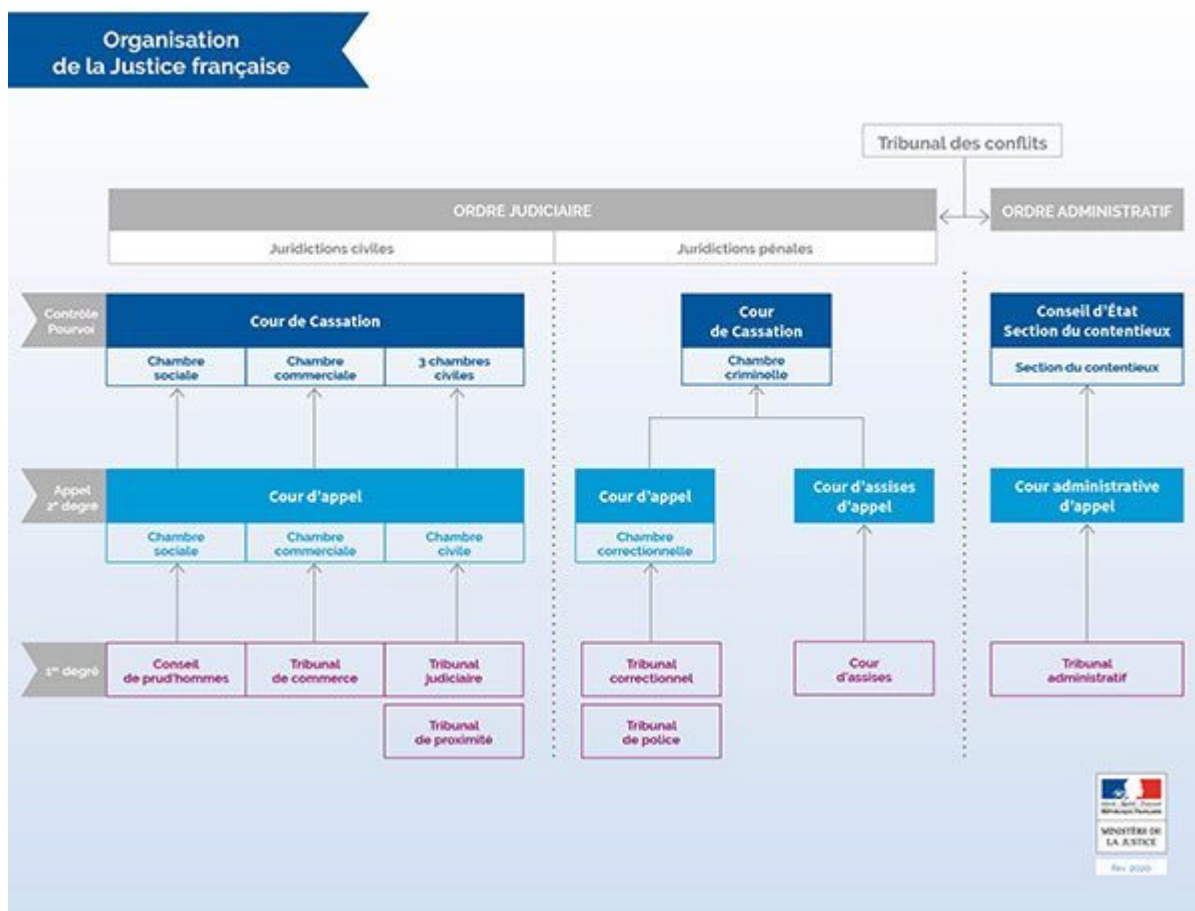 Organisation
de la Justice française
Tribunal des conflits
ORDRE JUDICIAIRE
ORDRE ADMINISTRATIF
Juridictions civiles
Juridictions pénales
Contrôle
Pourvoi
Cour de Cassation
Chambre
sociale
Chambre
commerciale
3 chambres
civiles
Cour
de Cassation
Chambre
criminelle
Conseil d'État
Section du contentieux
Section du contentieux
Appel
2e degré
Cour d'appel
Chambre
sociale
Chambre
commerciale
Chambre
civile
Cour d'appel
Chambre
correctionnelle
Cour d'assises
d'appel
Cour administrative
d'appel
1er degré
Conseil
de prud'hommes
Tribunal
de commerce
Tribunal
judiciaire
Tribunal
de proximité
Tribunal
correctionnel
Tribunal
de police
Cour
d'assises
Tribunal
administratif
MINISTÈRE DE
LA JUSTICE